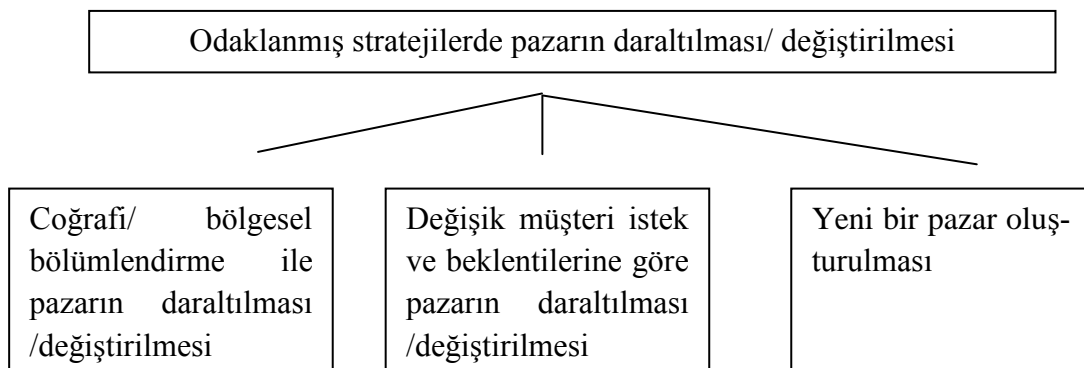 Odaklanmış stratejilerde pazarın daraltılması/ değiştirilmesi
Coğrafi/ bölgesel
bölümlendirme ile
pazarın daraltılması
/değiştirilmesi
Değişik müşteri istek
ve beklentilerine göre
pazarın daraltılması
/değiştirilmesi
Yeni bir pazar oluş-
turulması